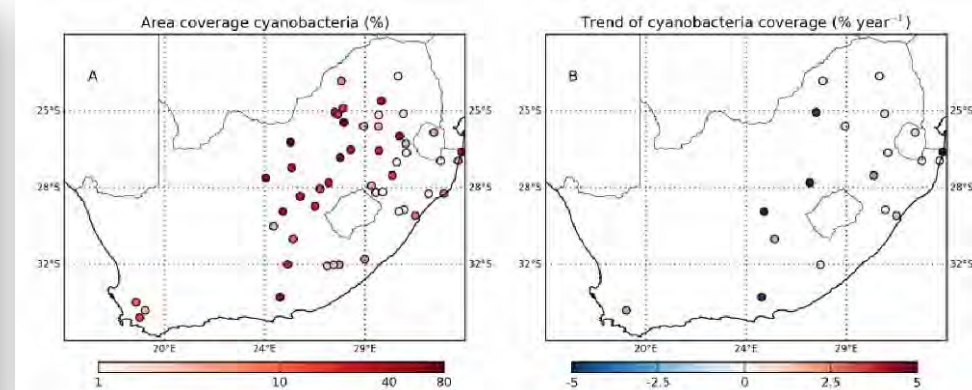 Area coverage cyanobacteria (%)
A
25°S
28°S
32°S
20°E
24°E
29°E
1
10
40
80
Trend of cyanobacteria coverage (% year⁻¹)
B
25°S
28°S
32°S
20°E
24°E
29°E
-5
-2.5
0
2.5
5